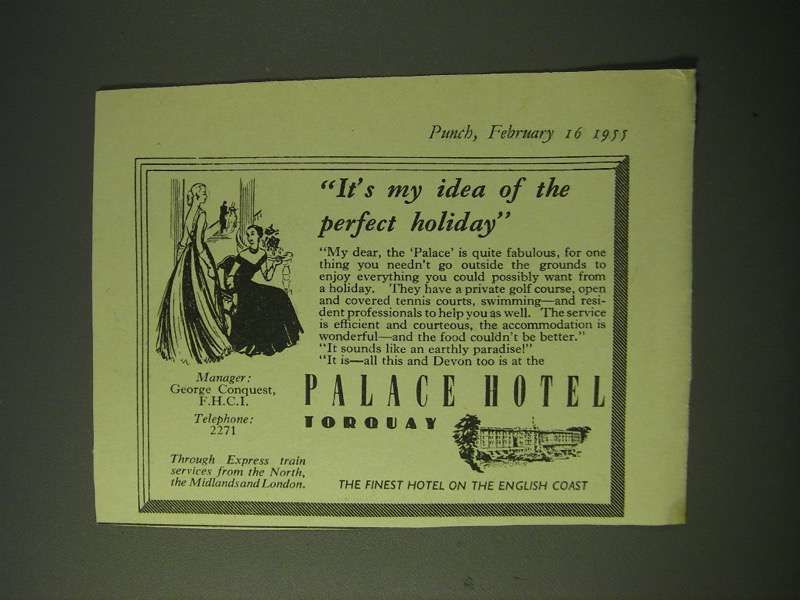 Punch, February 16 1955
"It's my idea of the
perfect holiday"
"My dear, the 'Palace' is quite fabulous, for one
thing you needn't go outside the grounds to
enjoy everything you could possibly want from
a holiday. They have a private golf course, open
and covered tennis courts, swimming—and resi-
dent professionals to help you as well. The service
is efficient and courteous, the accommodation is
wonderful—and the food couldn't be better."
"It sounds like an earthly paradise!"
"It is—all this and Devon too is at the
PALACE HOTEL
TORQUAY
Manager:
George Conquest,
F.H.C.I.
Telephone:
2271
Through Express train
services from the North,
the Midlands and London.
THE FINEST HOTEL ON THE ENGLISH COAST